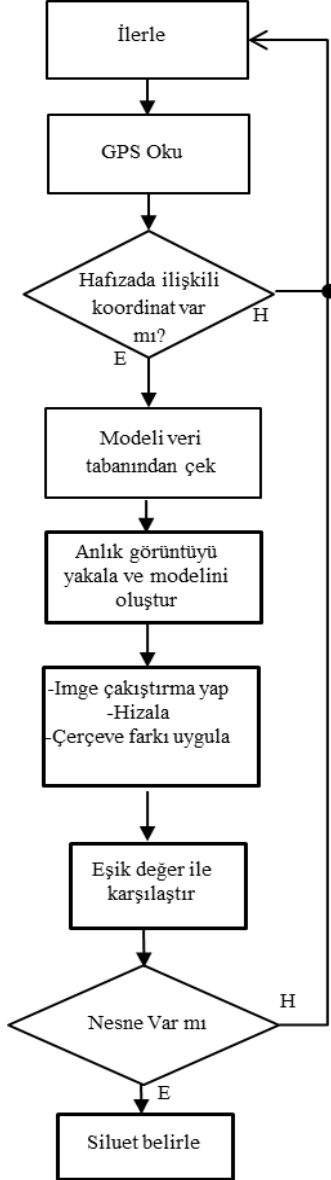 İlerle
GPS Oku
Hafızada ilişkili
koordinat var
mı?
H
E
Modeli veri
tabanından çek
Anlık görüntüyü
yakala ve modelini
oluştur
-Imge çakıştırma yap
-Hizala
-Çerçeve farkı uygula
Eşik değer ile
karşılaştır
H
Nesne Var mı
E
Siluet belirle